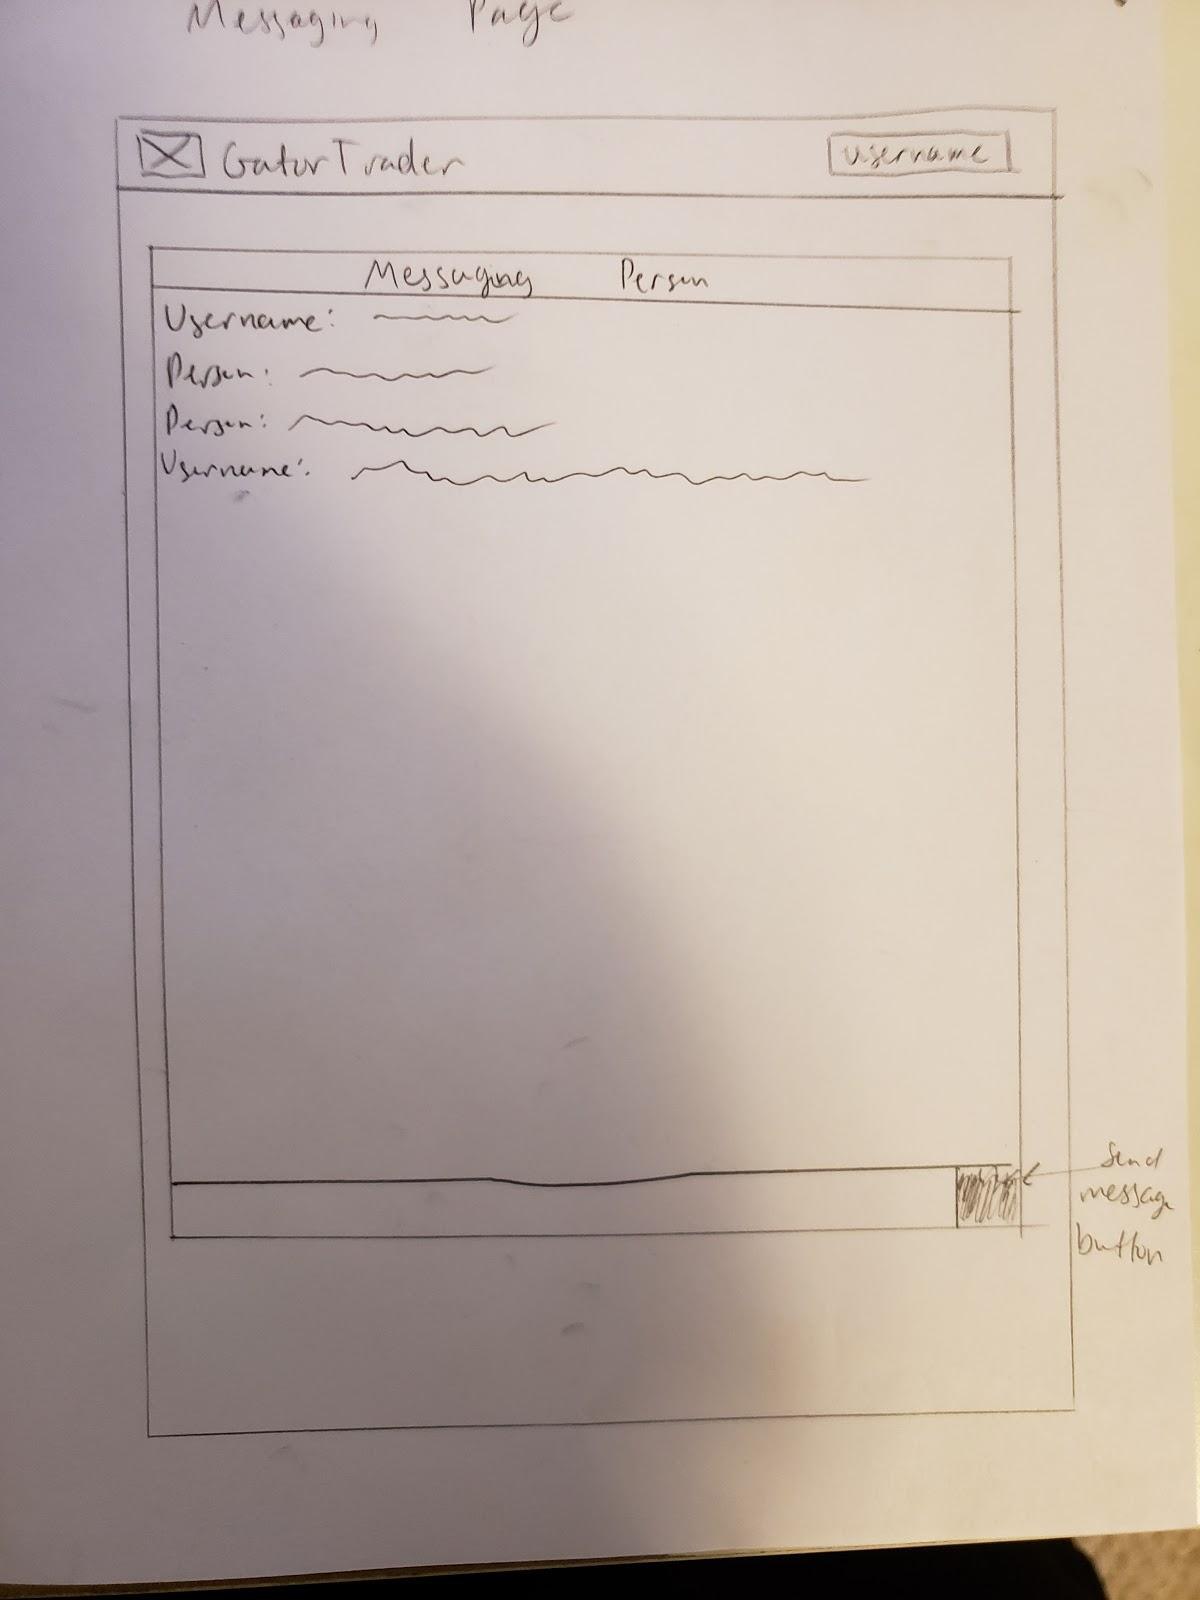 Messaging Page
GatorTrader username
Messaging Person
Username:
Person:
Person:
Username:
Send
message
button